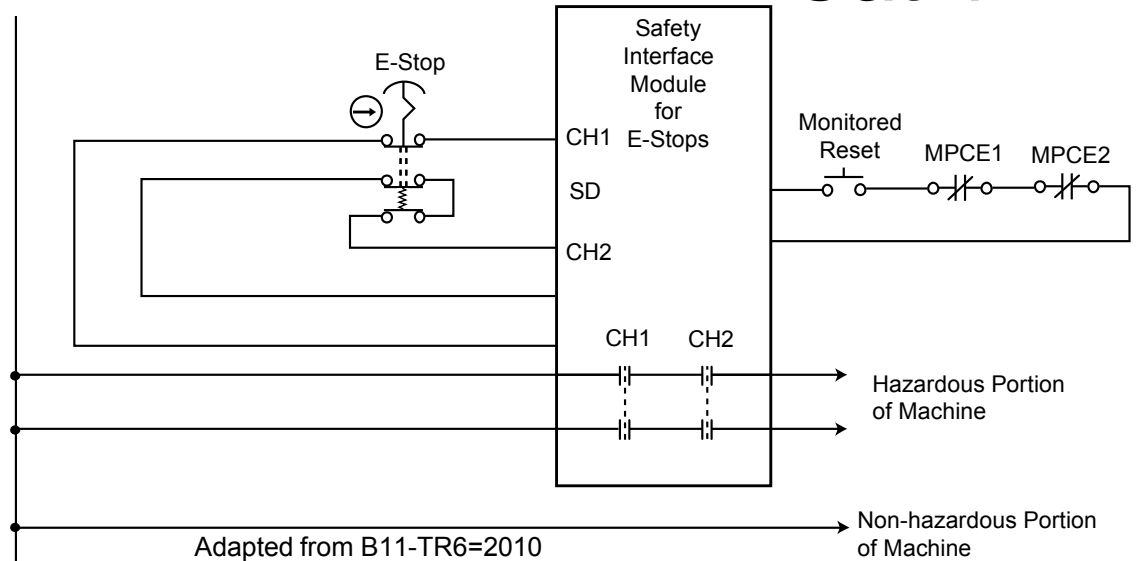 Safety
Interface
Module
for
E-Stops
E-Stop
CH1
SD
CH2
Monitored
Reset
MPCE1
MPCE2
CH1
CH2
Hazardous Portion
of Machine
Non-hazardous Portion
of Machine
Adapted from B11-TR6=2010